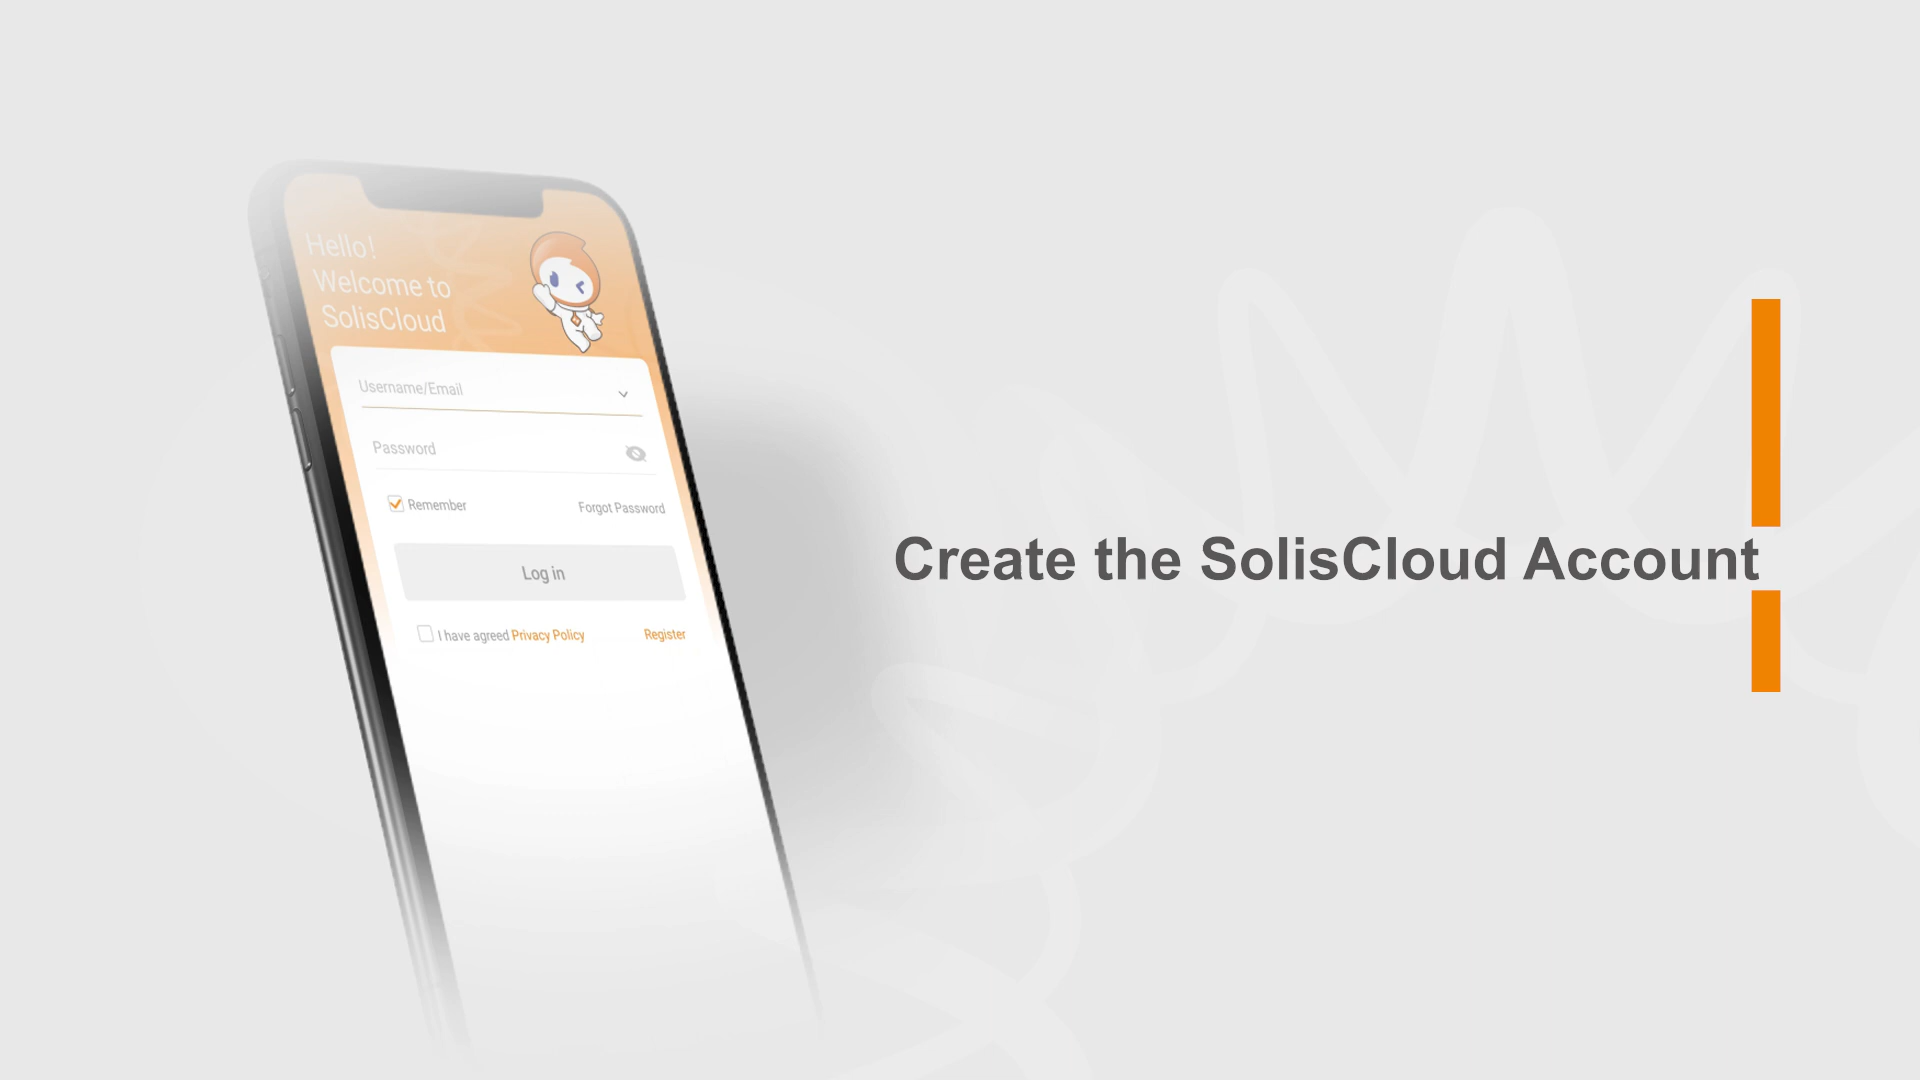 Hello!
Welcome to
SolisCloud
Username/Email
Password
Remember
Forgot Password
Log in
I have agreed Privacy Policy
Register
Create the SolisCloud Account